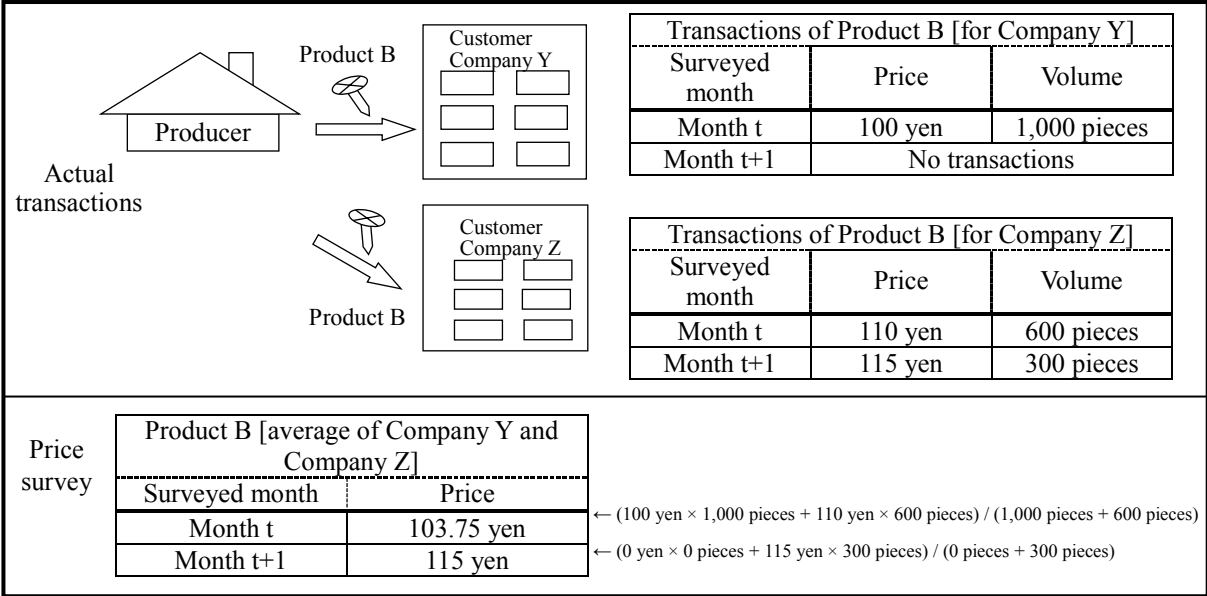 Actual
transactions
Producer
Product B
Customer
Company Y
Product B
Customer
Company Z
Transactions of Product B [for Company Y]
Surveyed
month
Price
Volume
Month t
100 yen
1,000 pieces
Month t+1
No transactions
Transactions of Product B [for Company Z]
Surveyed
month
Price
Volume
Month t
110 yen
600 pieces
Month t+1
115 yen
300 pieces
Price
survey
Product B [average of Company Y and
Company Z]
Surveyed month
Price
Month t
103.75 yen
← (100 yen × 1,000 pieces + 110 yen × 600 pieces) / (1,000 pieces + 600 pieces)
Month t+1
115 yen
← (0 yen × 0 pieces + 115 yen × 300 pieces) / (0 pieces + 300 pieces)